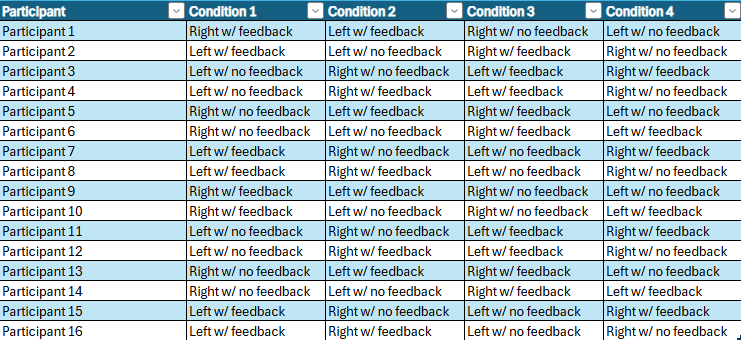 Participant Condition 1 Condition 2 Condition 3 Condition 4
Participant 1 Right w/ feedback Left w/ feedback Right w/ no feedback Left w/ no feedback
Participant 2 Left w/ feedback Left w/ no feedback Right w/ feedback Right w/ no feedback
Participant 3 Left w/ no feedback Right w/ no feedback Left w/ feedback Right w/ feedback
Participant 4 Left w/ no feedback Right w/ feedback Left w/ feedback Right w/ no feedback
Participant 5 Right w/ no feedback Left w/ feedback Right w/ feedback Left w/ no feedback
Participant 6 Right w/ no feedback Left w/ no feedback Right w/ feedback Left w/ feedback
Participant 7 Left w/ feedback Right w/ no feedback Left w/ no feedback Right w/ feedback
Participant 8 Left w/ feedback Right w/ feedback Left w/ no feedback Right w/ no feedback
Participant 9 Right w/ feedback Left w/ feedback Right w/ no feedback Left w/ no feedback
Participant 10 Right w/ feedback Left w/ no feedback Right w/ no feedback Left w/ feedback
Participant 11 Left w/ no feedback Right w/ no feedback Left w/ feedback Right w/ feedback
Participant 12 Left w/ no feedback Right w/ feedback Left w/ feedback Right w/ no feedback
Participant 13 Right w/ no feedback Left w/ feedback Right w/ feedback Left w/ no feedback
Participant 14 Right w/ no feedback Left w/ no feedback Right w/ feedback Left w/ feedback
Participant 15 Left w/ feedback Right w/ no feedback Left w/ no feedback Right w/ feedback
Participant 16 Left w/ feedback Right w/ feedback Left w/ no feedback Right w/ no feedback